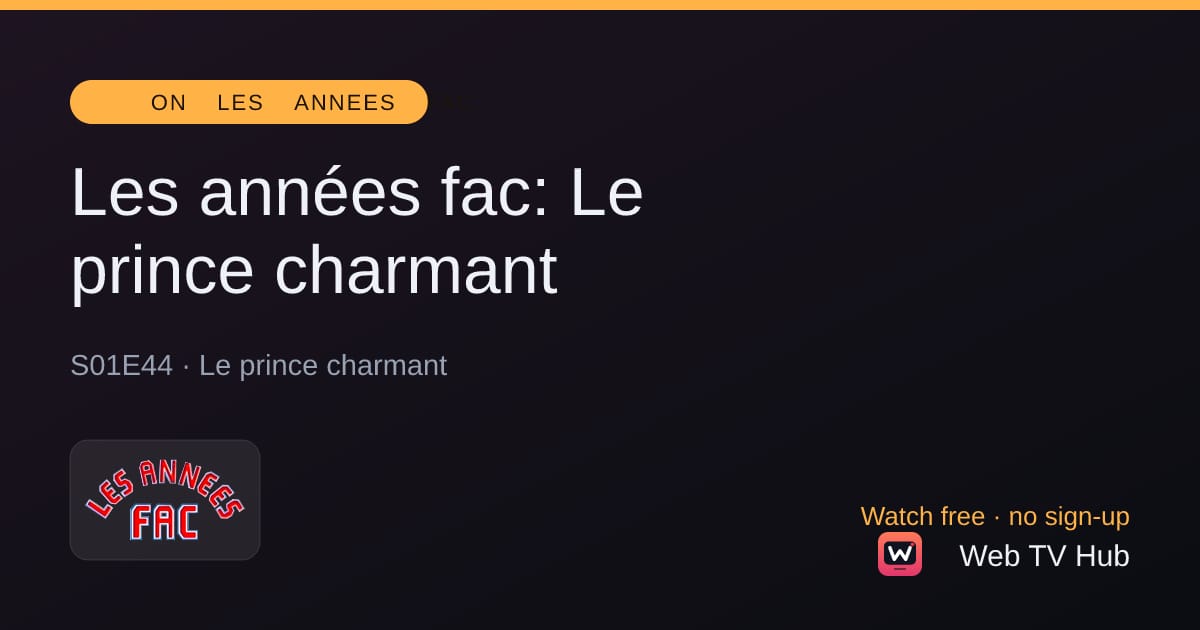 ON LES ANNEES
Les années fac: Le
prince charmant
S01E44 · Le prince charmant
LES ANNEES
FAC
Watch free · no sign-up
W
Web TV Hub